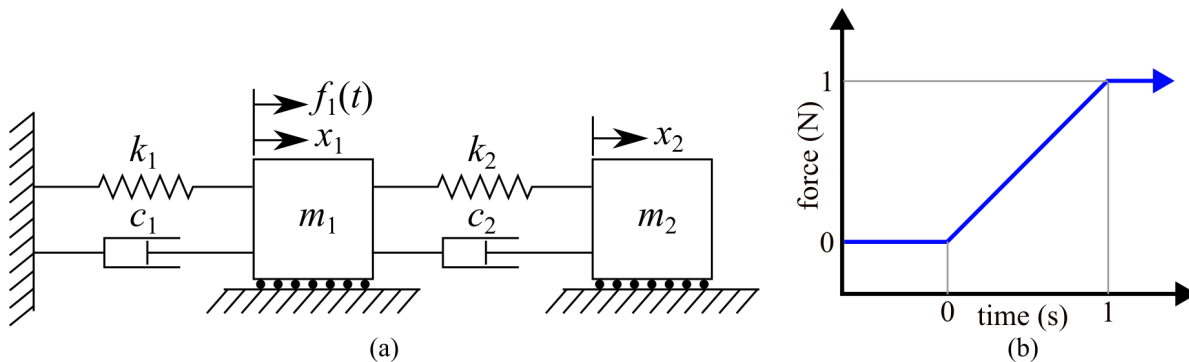 f₁(t)
x₁
x₂
k₁
k₂
c₁
m₁
c₂
m₂
(a)
force (N)
1
0
0
time (s)
1
(b)